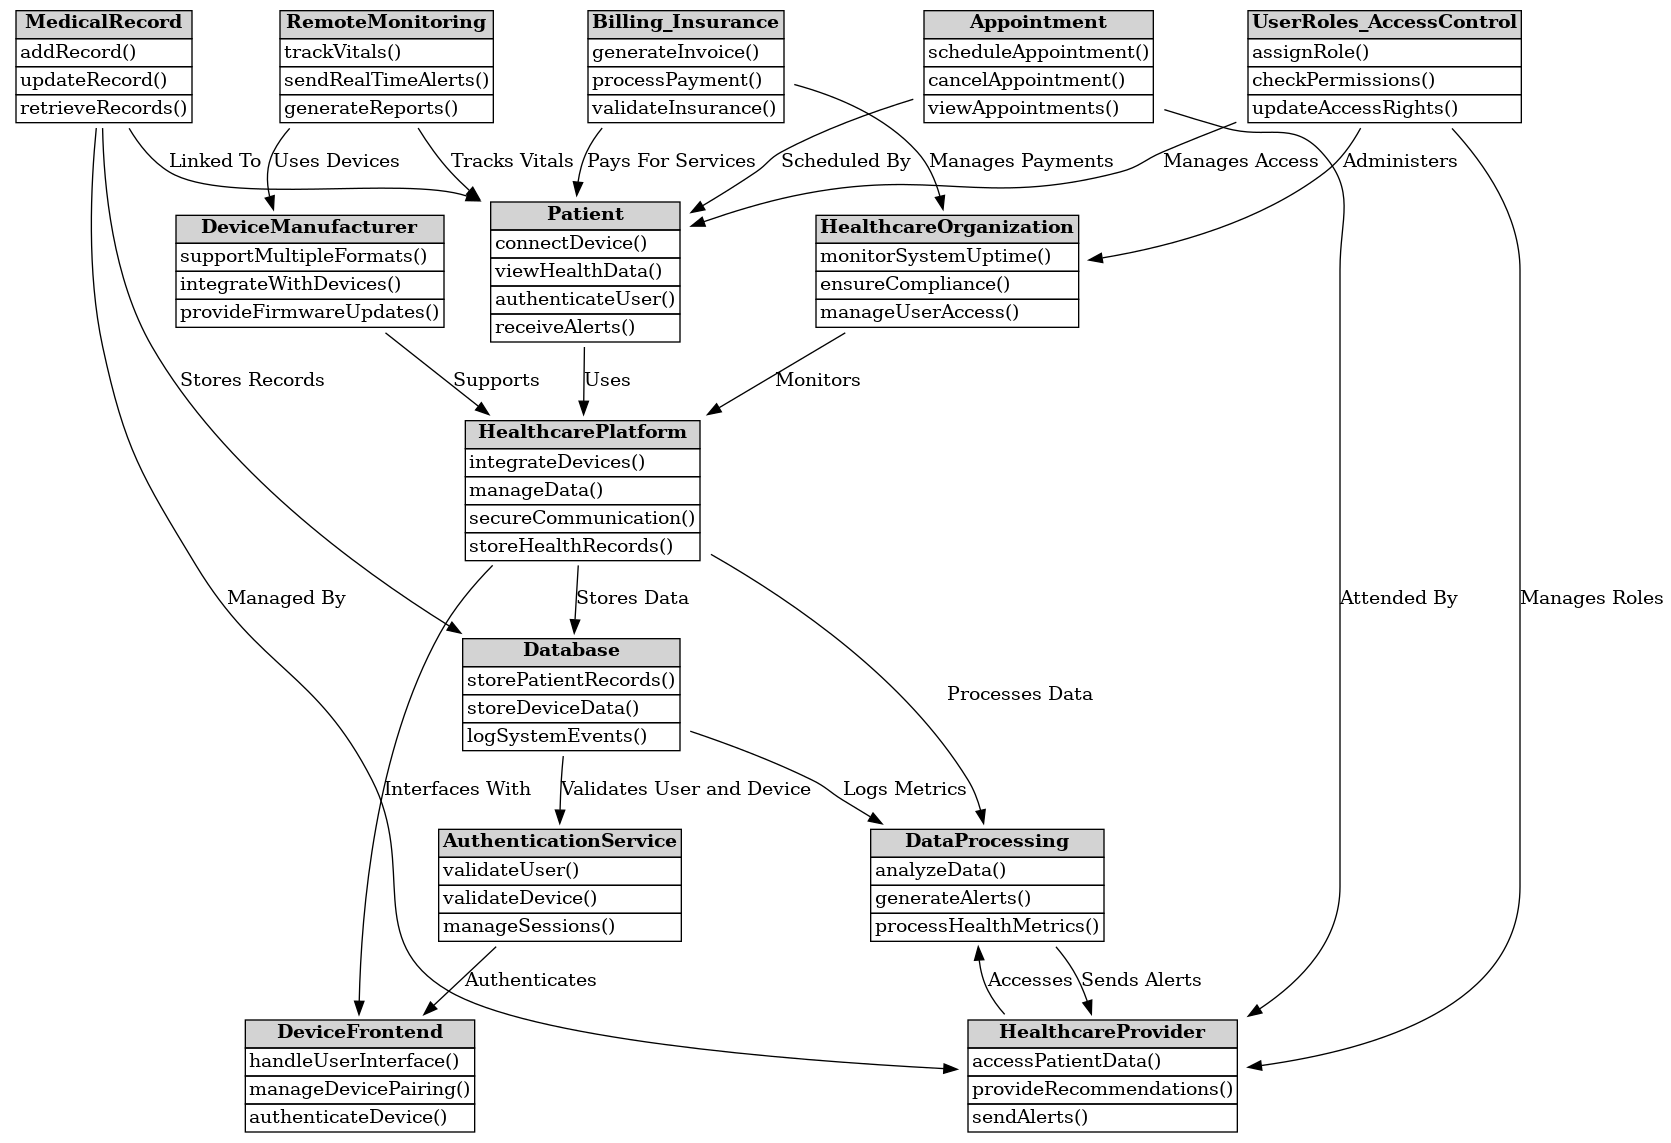 MedicalRecord
addRecord()
updateRecord()
retrieveRecords()
RemoteMonitoring
trackVitals()
sendRealTimeAlerts()
generateReports()
Billing_Insurance
generateInvoice()
processPayment()
validateInsurance()
Appointment
scheduleAppointment()
cancelAppointment()
viewAppointments()
UserRoles_AccessControl
assignRole()
checkPermissions()
updateAccessRights()
Linked To
Uses Devices
Tracks Vitals
Pays For Services
Scheduled By
Manages Payments
Manages Access
Administers
DeviceManufacturer
supportMultipleFormats()
integrateWithDevices()
provideFirmwareUpdates()
Patient
connectDevice()
viewHealthData()
authenticateUser()
receiveAlerts()
HealthcareOrganization
monitorSystemUptime()
ensureCompliance()
manageUserAccess()
Stores Records
Supports
Uses
Monitors
HealthcarePlatform
integrateDevices()
manageData()
secureCommunication()
storeHealthRecords()
Managed By
Stores Data
Attended By
Manages Roles
Database
storePatientRecords()
storeDeviceData()
logSystemEvents()
Processes Data
Interfaces With
Validates User and Device
Logs Metrics
AuthenticationService
validateUser()
validateDevice()
manageSessions()
DataProcessing
analyzeData()
generateAlerts()
processHealthMetrics()
Authenticates
Accesses
Sends Alerts
DeviceFrontend
handleUserInterface()
manageDevicePairing()
authenticateDevice()
HealthcareProvider
accessPatientData()
provideRecommendations()
sendAlerts()